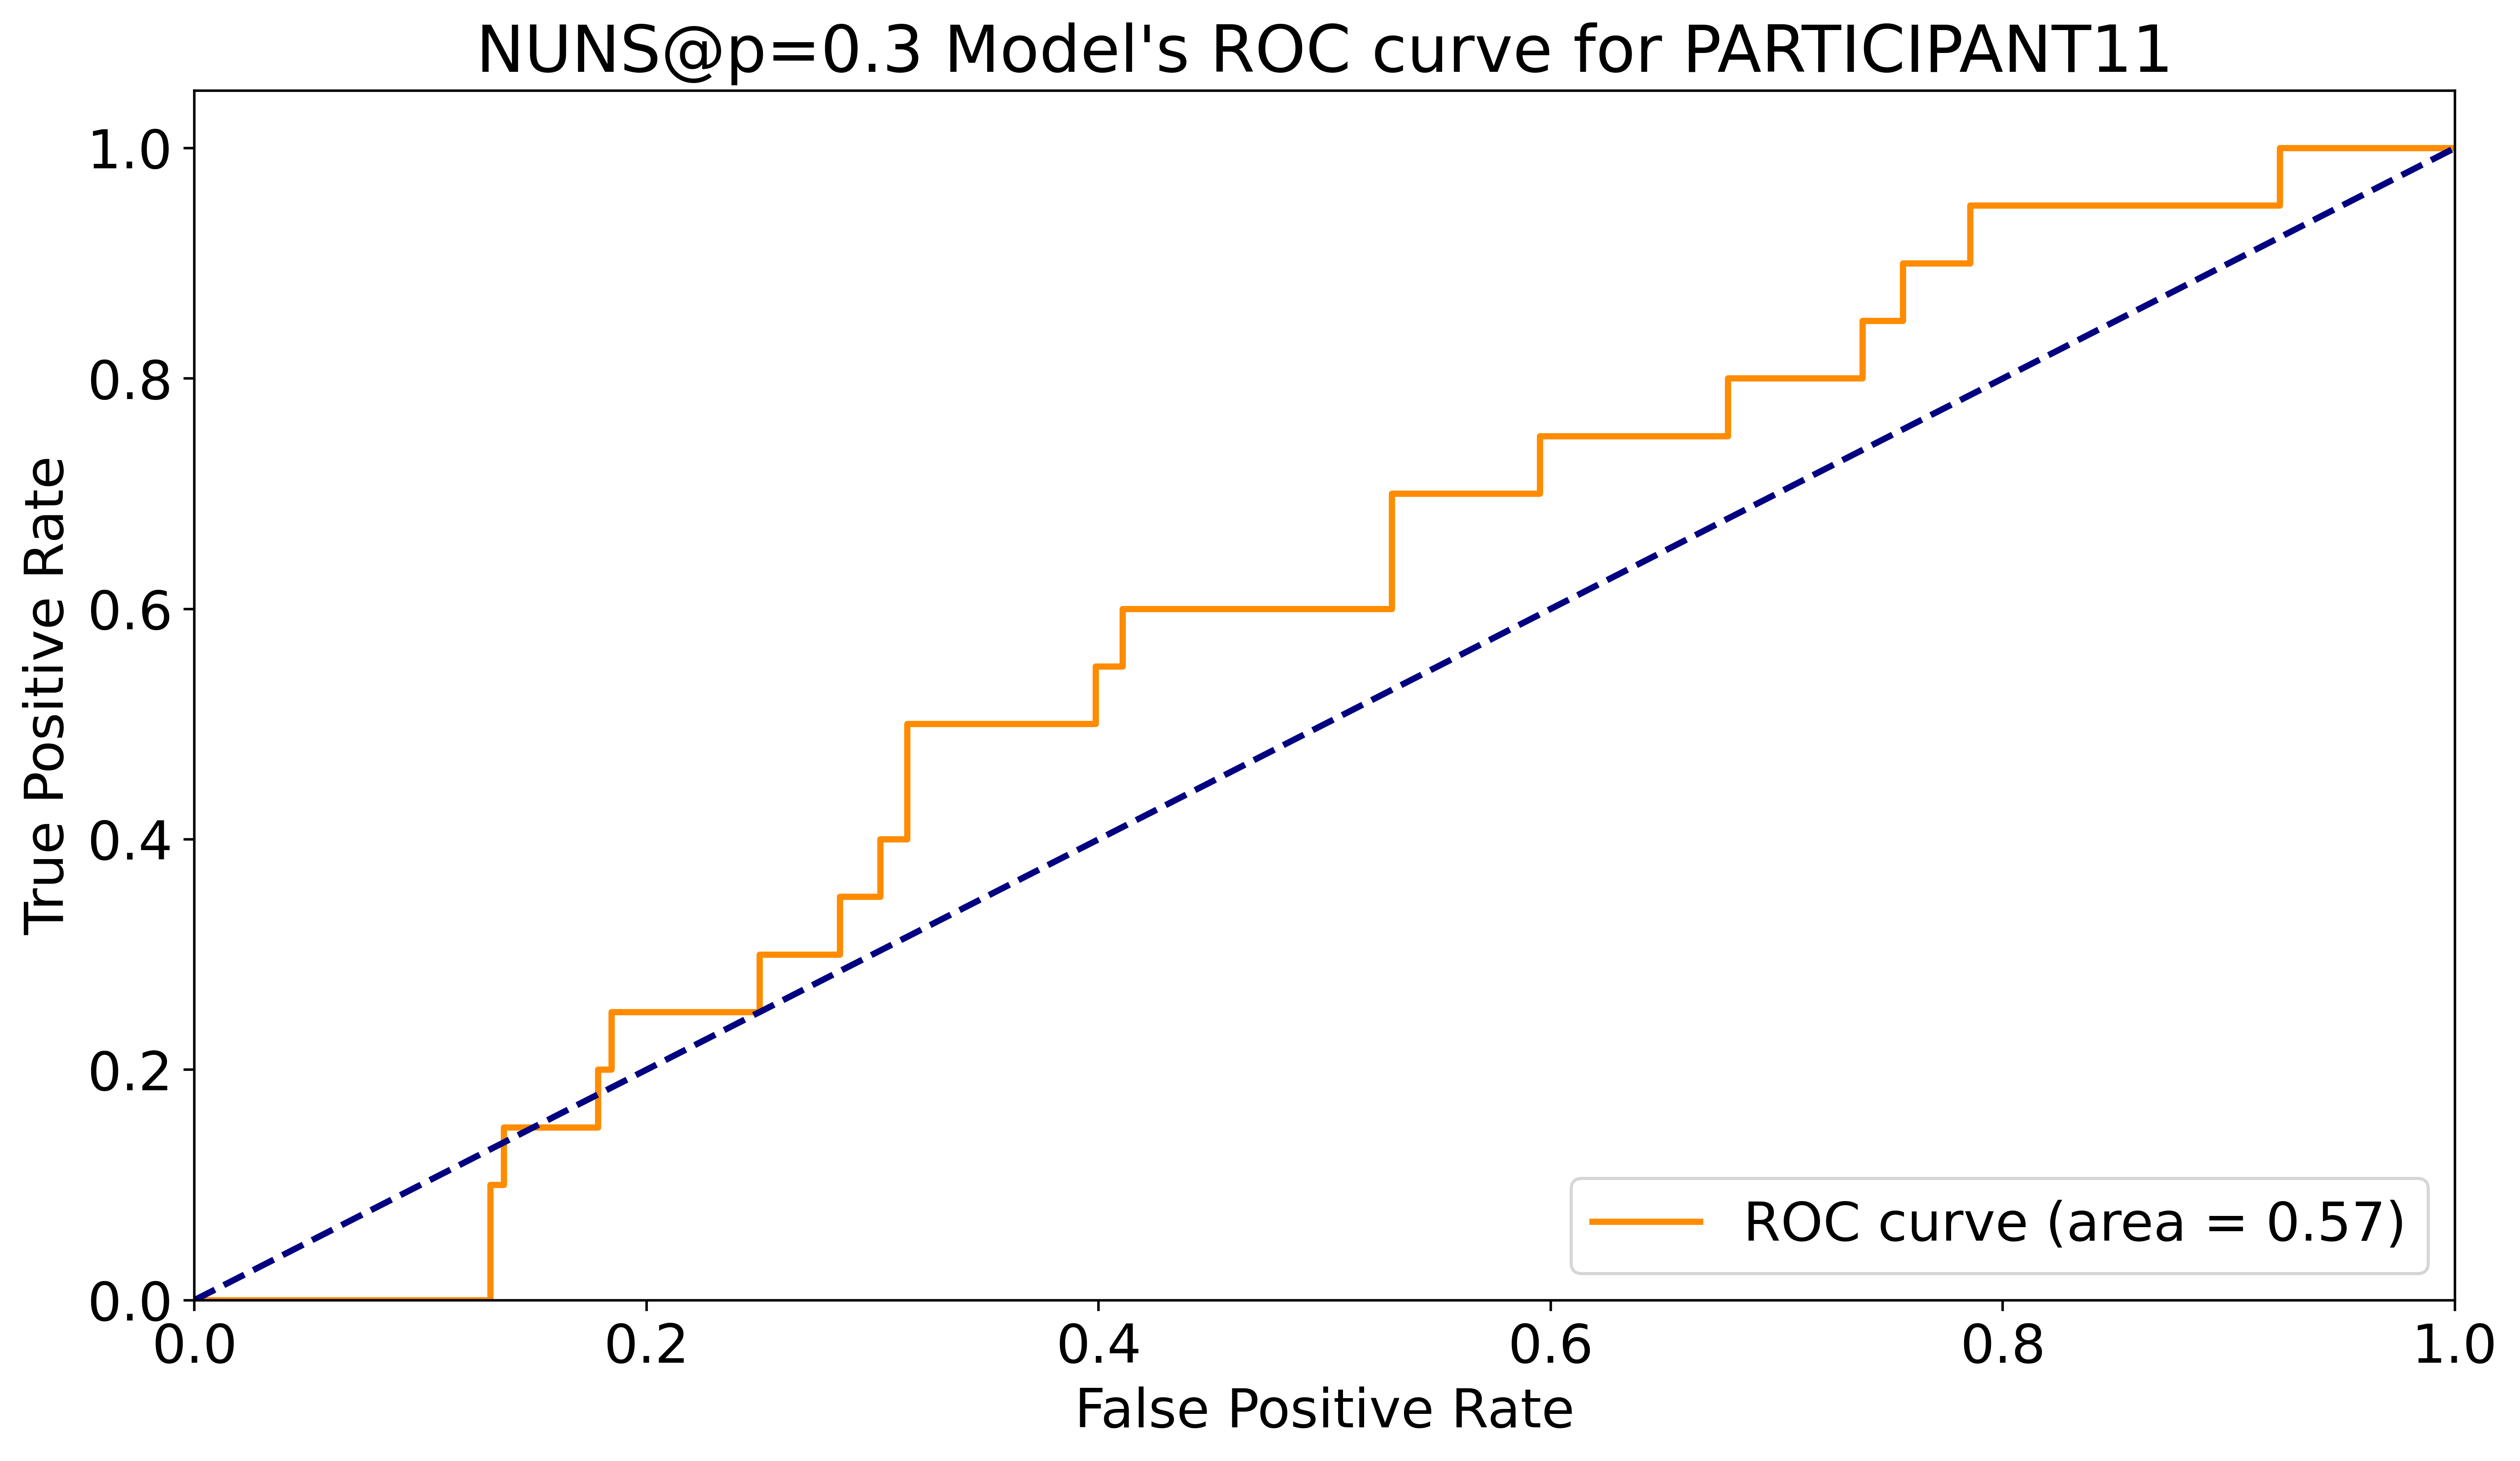 NUNS@p=0.3 Model's ROC curve for PARTICIPANT11
True Positive Rate
1.0
0.8
0.6
0.4
0.2
0.0
ROC curve (area = 0.57)
0.0 0.2 0.4 0.6 0.8 1.0
False Positive Rate